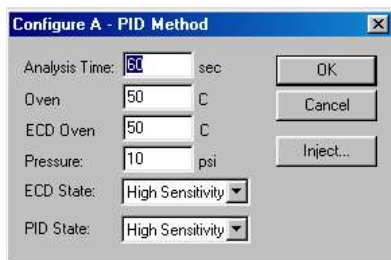 Configure A - PID Method
Analysis Time: 60 sec OK
Oven 50 C Cancel
ECD Oven 50 C
Pressure: 10 psi Inject...
ECD State: High Sensitivity
PID State: High Sensitivity